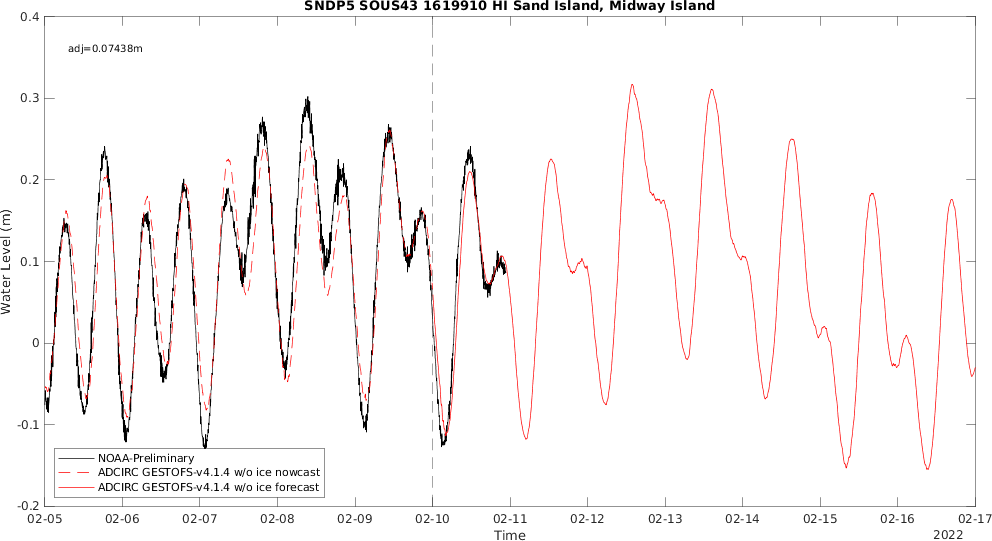 SNDP5 SOUS43 1619910 HI Sand Island, Midway Island
adj=0.07438m
Water Level (m)
0.4
0.3
0.2
0.1
0
-0.1
-0.2
NOAA-Preliminary
ADCIRC GESTOFS-v4.1.4 w/o ice nowcast
ADCIRC GESTOFS-v4.1.4 w/o ice forecast
02-05 02-06 02-07 02-08 02-09 02-10 02-11 02-12 02-13 02-14 02-15 02-16 02-17
Time
2022